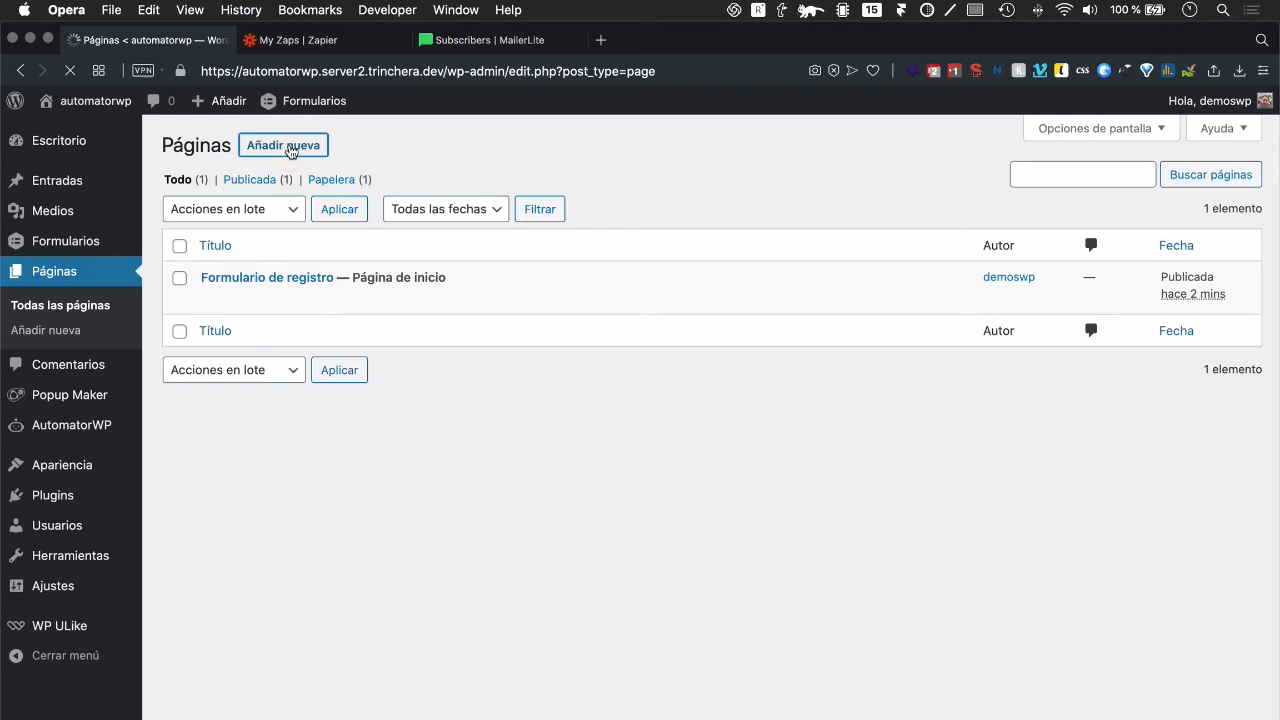 Opera File Edit View History Bookmarks Developer Window Help 15 100 %
Páginas < automatorwp — Wor
My Zaps | Zapier
Subscribers | MailerLite
VPN https://automatorwp.server2.trinchera.dev/wp-admin/edit.php?post_type=page
automatorwp 0 Añadir Formularios Hola, demoswp
Escritorio
Entradas
Medios
Formularios
Páginas
Todas las páginas
Añadir nueva
Comentarios
Popup Maker
AutomatorWP
Apariencia
Plugins
Usuarios
Herramientas
Ajustes
WP ULike
Cerrar menú
Opciones de pantalla Ayuda
Páginas Añadir nueva
Todo (1) | Publicada (1) | Papelera (1)
Buscar páginas
Acciones en lote Aplicar Todas las fechas Filtrar 1 elemento
Título Autor Fecha
Formulario de registro — Página de inicio demoswp — Publicada
hace 2 mins
Título Autor Fecha
Acciones en lote Aplicar 1 elemento